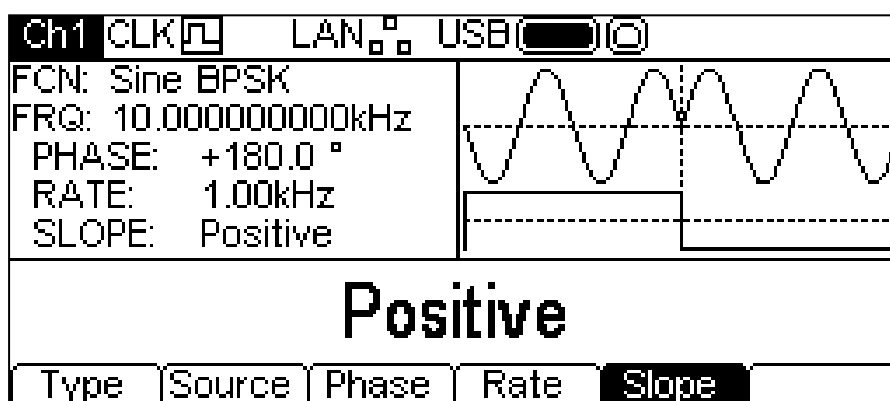 Ch1 CLK LAN USB
FCN: Sine BPSK
FRQ: 10.000000000kHz
PHASE: +180.0 °
RATE: 1.00kHz
SLOPE: Positive
Positive
Type Source Phase Rate Slope